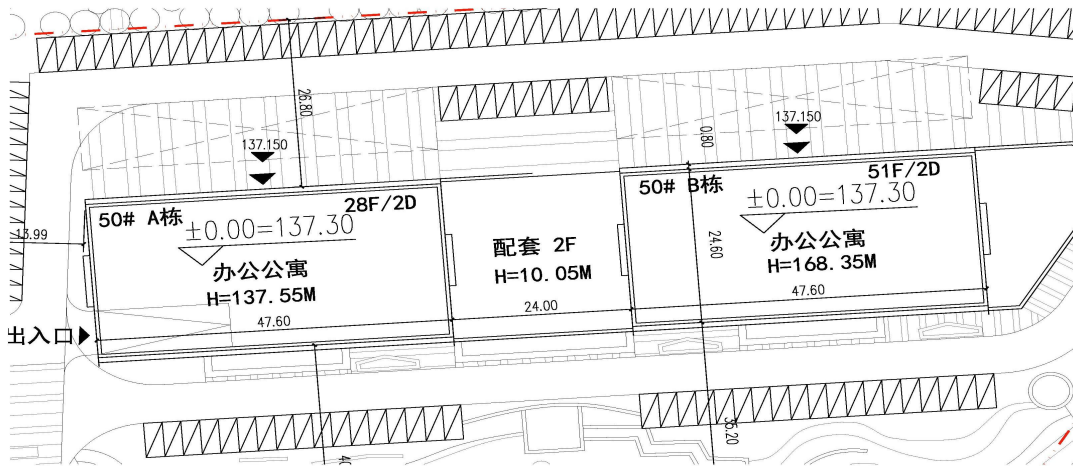 26.80
137.150
137.150
0.80
50# A栋
28F/2D
±0.00=137.30
办公公寓
H=137.55M
13.99
47.60
配套 2F
H=10.05M
24.00
50# B栋
51F/2D
±0.00=137.30
办公公寓
H=168.35M
24.60
47.60
出入口
35.20